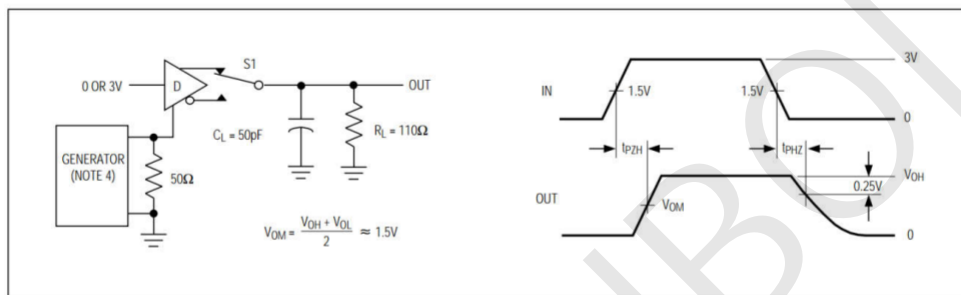 0 OR 3V
D
S1
OUT
C_L = 50pF
R_L = 110Ω
GENERATOR
(NOTE 4)
50Ω
V_OM = (V_OH + V_OL) / 2 ≈ 1.5V
IN
1.5V
1.5V
3V
0
t_PZH
t_PHZ
OUT
V_OM
V_OH
0.25V
0